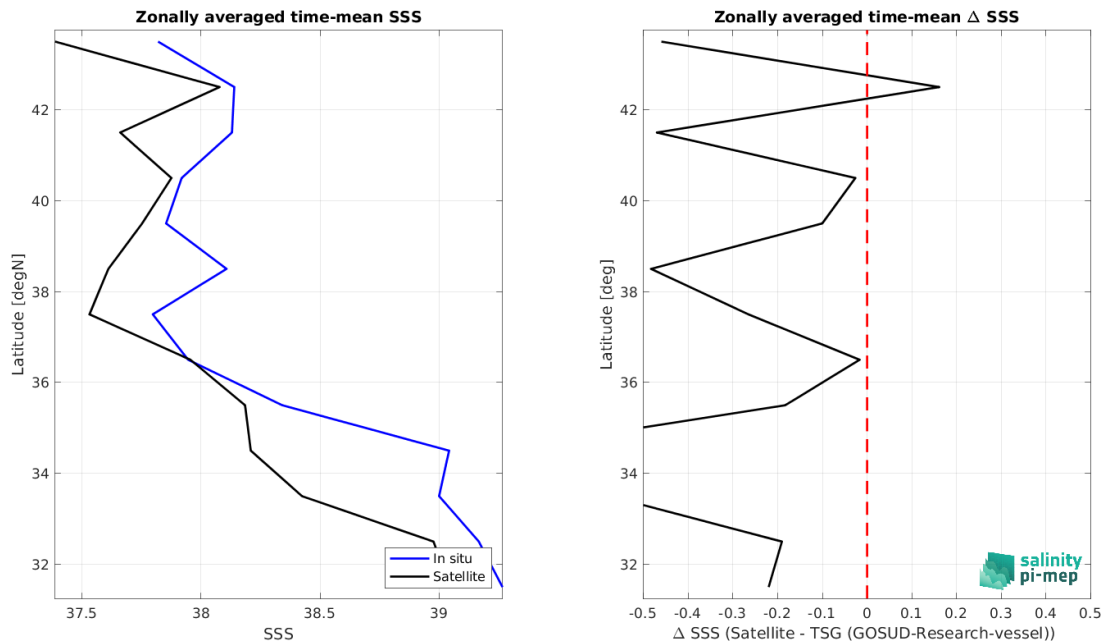 Zonally averaged time-mean SSS
Latitude [degN]
42
40
38
36
34
32
37.5
38
38.5
39
SSS
In situ
Satellite
Zonally averaged time-mean Δ SSS
Latitude [deg]
42
40
38
36
34
32
-0.5
-0.4
-0.3
-0.2
-0.1
0
0.1
0.2
0.3
0.4
0.5
Δ SSS (Satellite - TSG (GOSUD-Research-vessel))
salinity
pi-mep